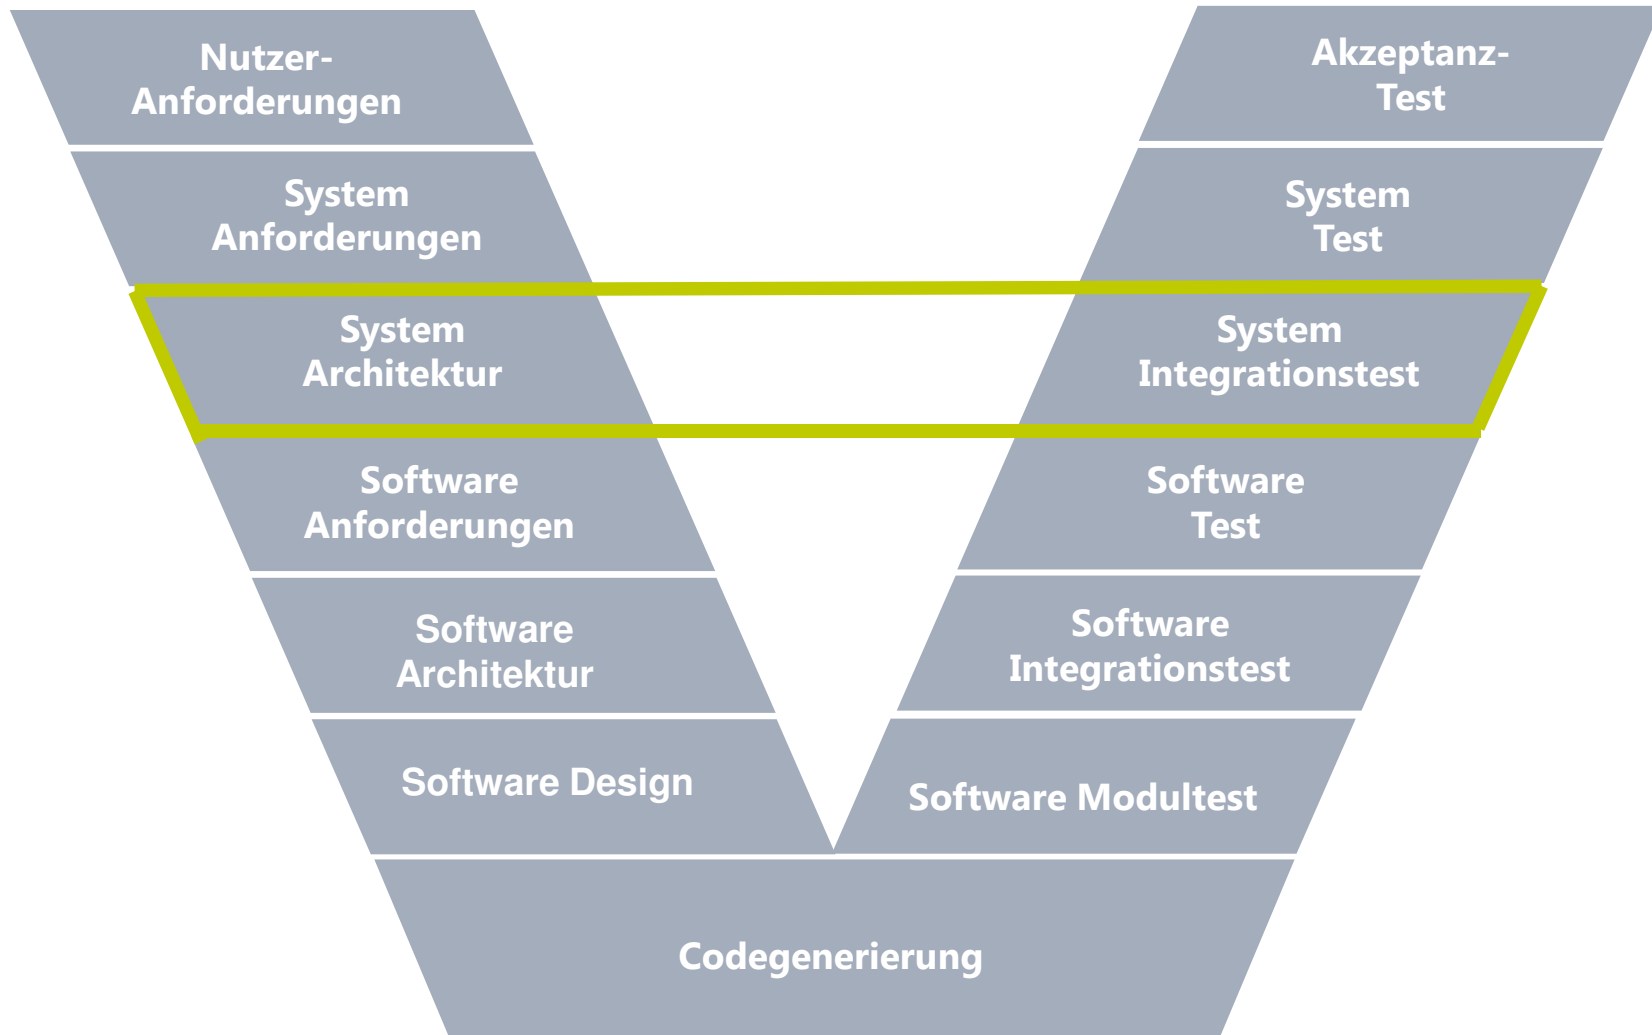 Nutzer-
Anforderungen
Akzeptanz-
Test
System
Anforderungen
System
Test
System
Architektur
System
Integrationstest
Software
Anforderungen
Software
Test
Software
Architektur
Software
Integrationstest
Software Design
Software Modultest
Codegenerierung